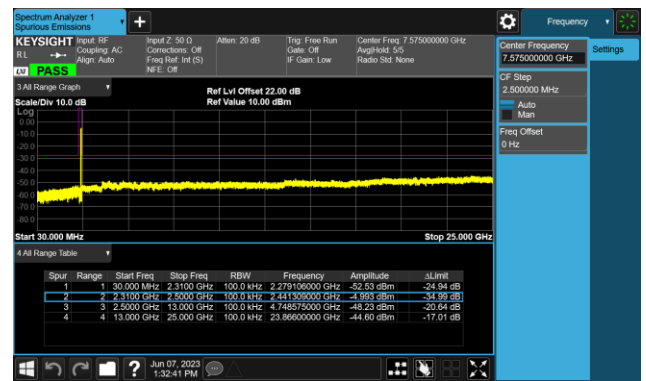 Spectrum Analyzer 1
Spurious Emissions
Frequency
KEYSIGHT Input: RF
RL Coupling: AC
Align: Auto
LXI PASS
Input Z: 50 Ω
Corrections: Off
Freq Ref: Int (S)
NFE: Off
Atten: 20 dB
Trig: Free Run
Gate: Off
IF Gain: Low
Center Freq: 7.575000000 GHz
Avg|Hold: 5/5
Radio Std: None
Center Frequency
7.575000000 GHz
Settings
CF Step
2.500000 MHz
Auto
Man
Freq Offset
0 Hz
3 All Range Graph
Scale/Div 10.0 dB
Ref Lvl Offset 22.00 dB
Ref Value 10.00 dBm
Log
0.00
-10.0
-20.0
-30.0
-40.0
-50.0
-60.0
-70.0
-80.0
Start 30.000 MHz Stop 25.000 GHz
4 All Range Table
Spur Range Start Freq Stop Freq RBW Frequency Amplitude ΔLimit
1 1 30.000 MHz 2.3100 GHz 100.0 kHz 2.279106000 GHz -52.53 dBm -24.94 dB
2 2 2.3100 GHz 2.5000 GHz 100.0 kHz 2.441309000 GHz -4.993 dBm -34.99 dB
3 3 2.5000 GHz 13.000 GHz 100.0 kHz 4.748575000 GHz -48.23 dBm -20.64 dB
4 4 13.000 GHz 25.000 GHz 100.0 kHz 23.86600000 GHz -44.60 dBm -17.01 dB
Jun 07, 2023
1:32:41 PM